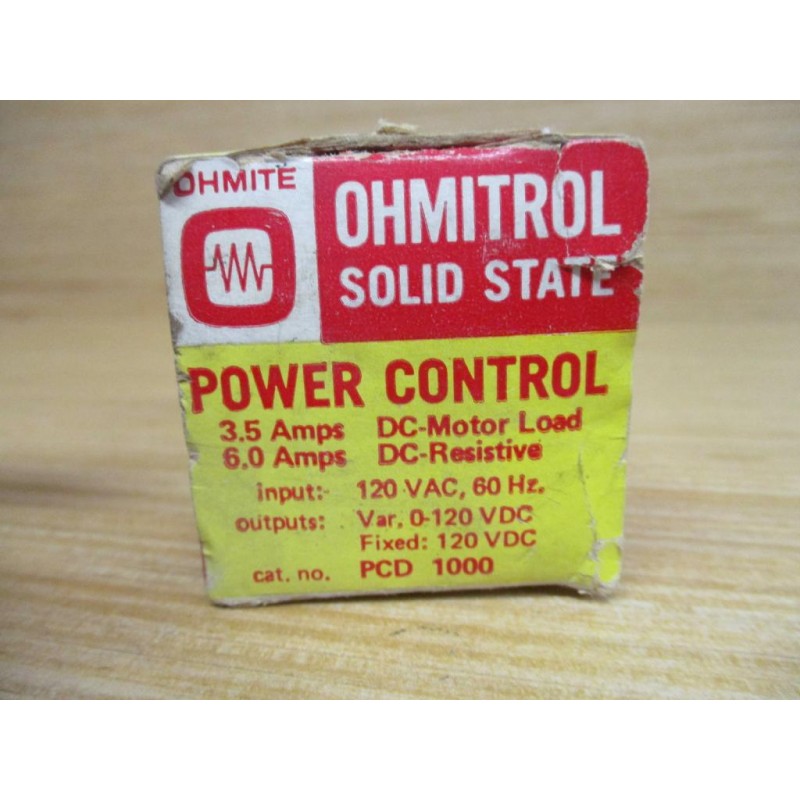 OHMITE
OHMITROL
SOLID STATE
POWER CONTROL
3.5 Amps DC-Motor Load
6.0 Amps DC-Resistive
input: 120 VAC, 60 Hz.
outputs: Var. 0-120 VDC
Fixed: 120 VDC
cat. no. PCD 1000